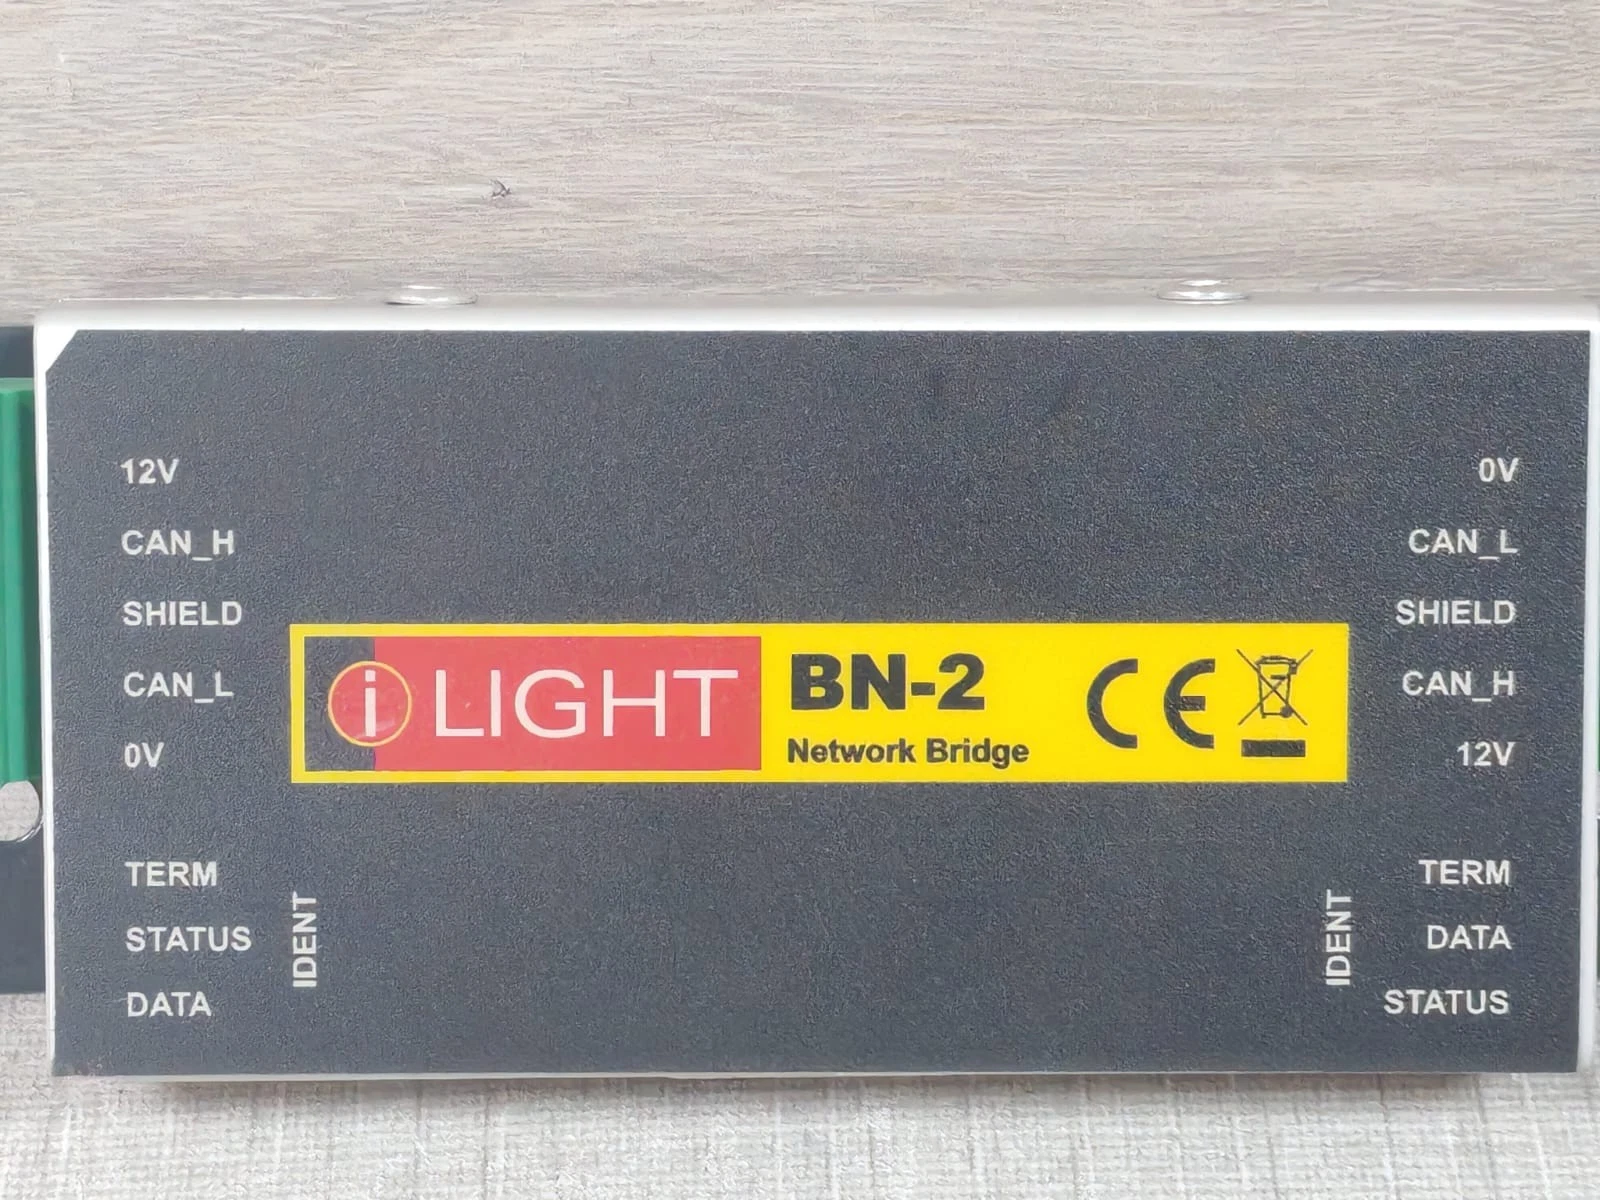 12V
CAN_H
SHIELD
CAN_L
0V
TERM
STATUS
DATA
IDENT
i LIGHT
BN-2
Network Bridge
CE
0V
CAN_L
SHIELD
CAN_H
12V
TERM
DATA
STATUS
IDENT